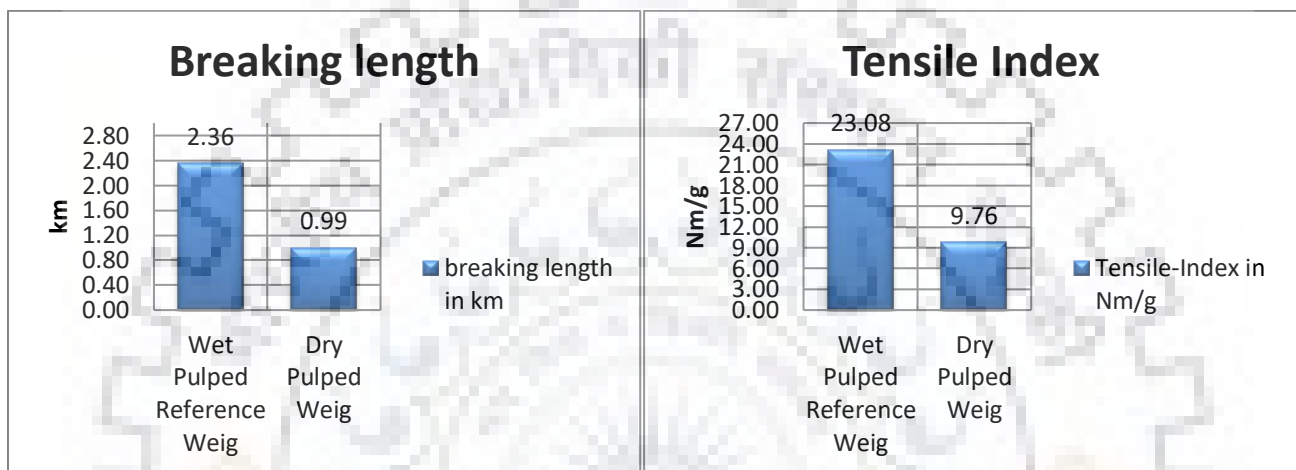 Breaking length
2.80
2.40
2.00
1.60
1.20
0.80
0.40
0.00
km
2.36
0.99
Wet
Pulped
Reference
Weig
Dry
Pulped
Weig
breaking length
in km
Tensile Index
27.00
24.00
21.00
18.00
15.00
12.00
9.00
6.00
3.00
0.00
Nm/g
23.08
9.76
Wet
Pulped
Reference
Weig
Dry
Pulped
Weig
Tensile-Index in
Nm/g